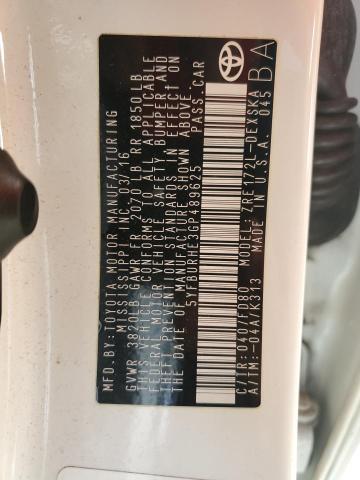 MFD.BY:TOYOTA MOTOR MANUFACTURING
MISSISSIPPI, INC. 03/16
GVWR 3820LB GAWR FR 2070LB RR 1850LB
THIS VEHICLE CONFORMS TO ALL APPLICABLE
FEDERAL MOTOR VEHICLE SAFETY BUMPER, AND
THEFT PREVENTION STANDARDS IN EFFECT ON
THE DATE OF MANUFACTURE SHOWN ABOVE.
5YFBURHE3GP489625 PASS.CAR
C/TR: 040/FD80 MODEL: ZRE172L-DEXSKA
A/TM: -04A/K313 MADE IN U.S.A. 045
BA
TOYOTA